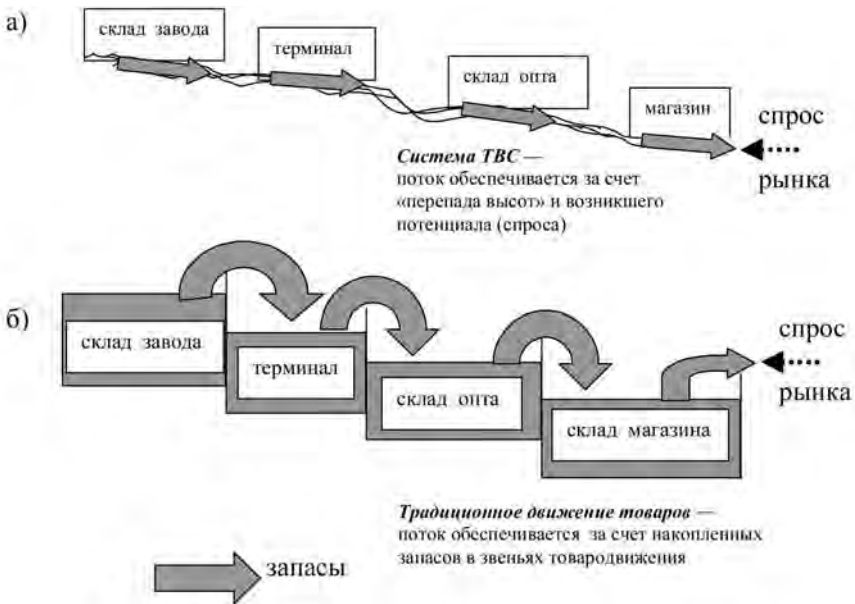 а)
склад завода
терминал
склад опта
магазин
спрос
рынка
Система ТВС —
поток обеспечивается за счет
«перепада высот» и возникшего
потенциала (спроса)
б)
склад завода
терминал
склад опта
склад магазина
спрос
рынка
Традиционное движение товаров —
поток обеспечивается за счет накопленных
запасов в звеньях товародвижения
запасы